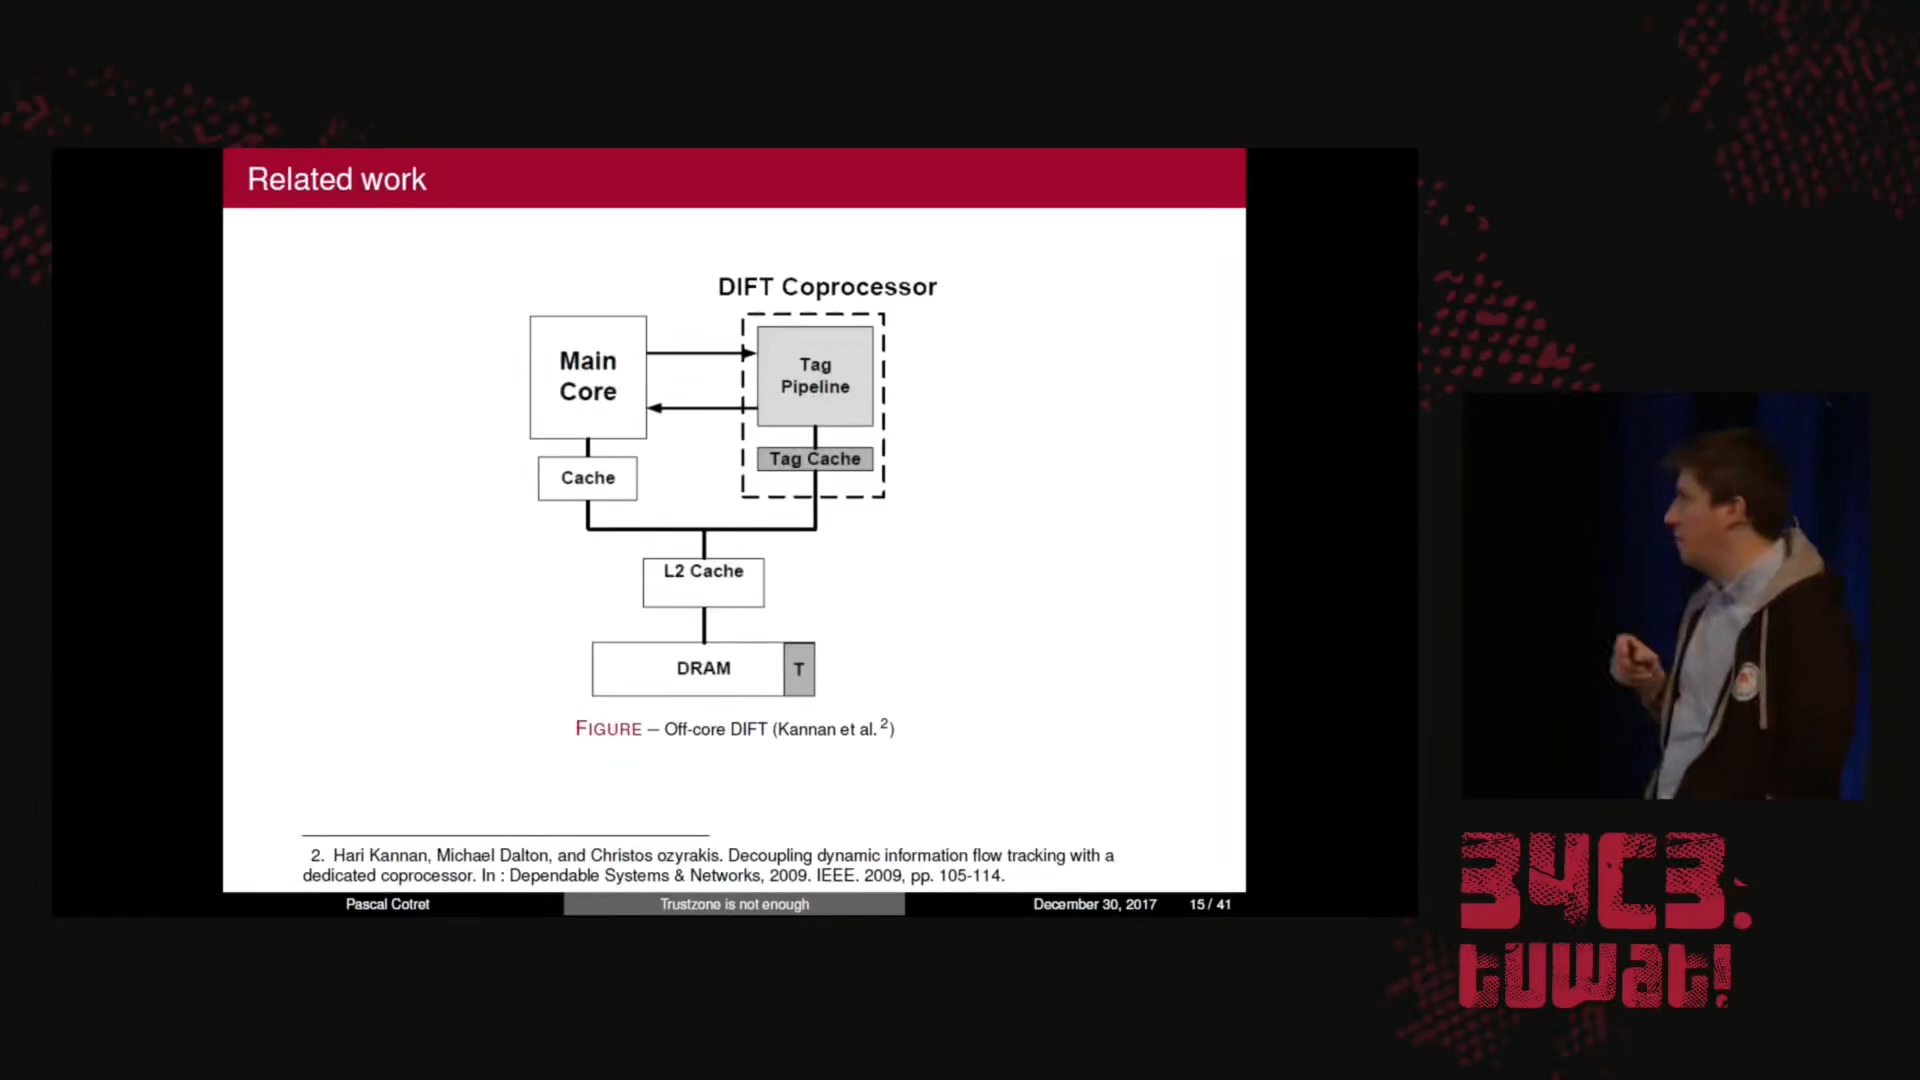 Related work
DIFT Coprocessor
Main
Core
Tag
Pipeline
Tag Cache
Cache
L2 Cache
DRAM
T
FIGURE – Off-core DIFT (Kannan et al. 2)
2. Hari Kannan, Michael Dalton, and Christos ozyrakis. Decoupling dynamic information flow tracking with a
dedicated coprocessor. In : Dependable Systems & Networks, 2009. IEEE. 2009, pp. 105-114.
Pascal Cotret
Trustzone is not enough
December 30, 2017
15 / 41
34C3.
tuwat!